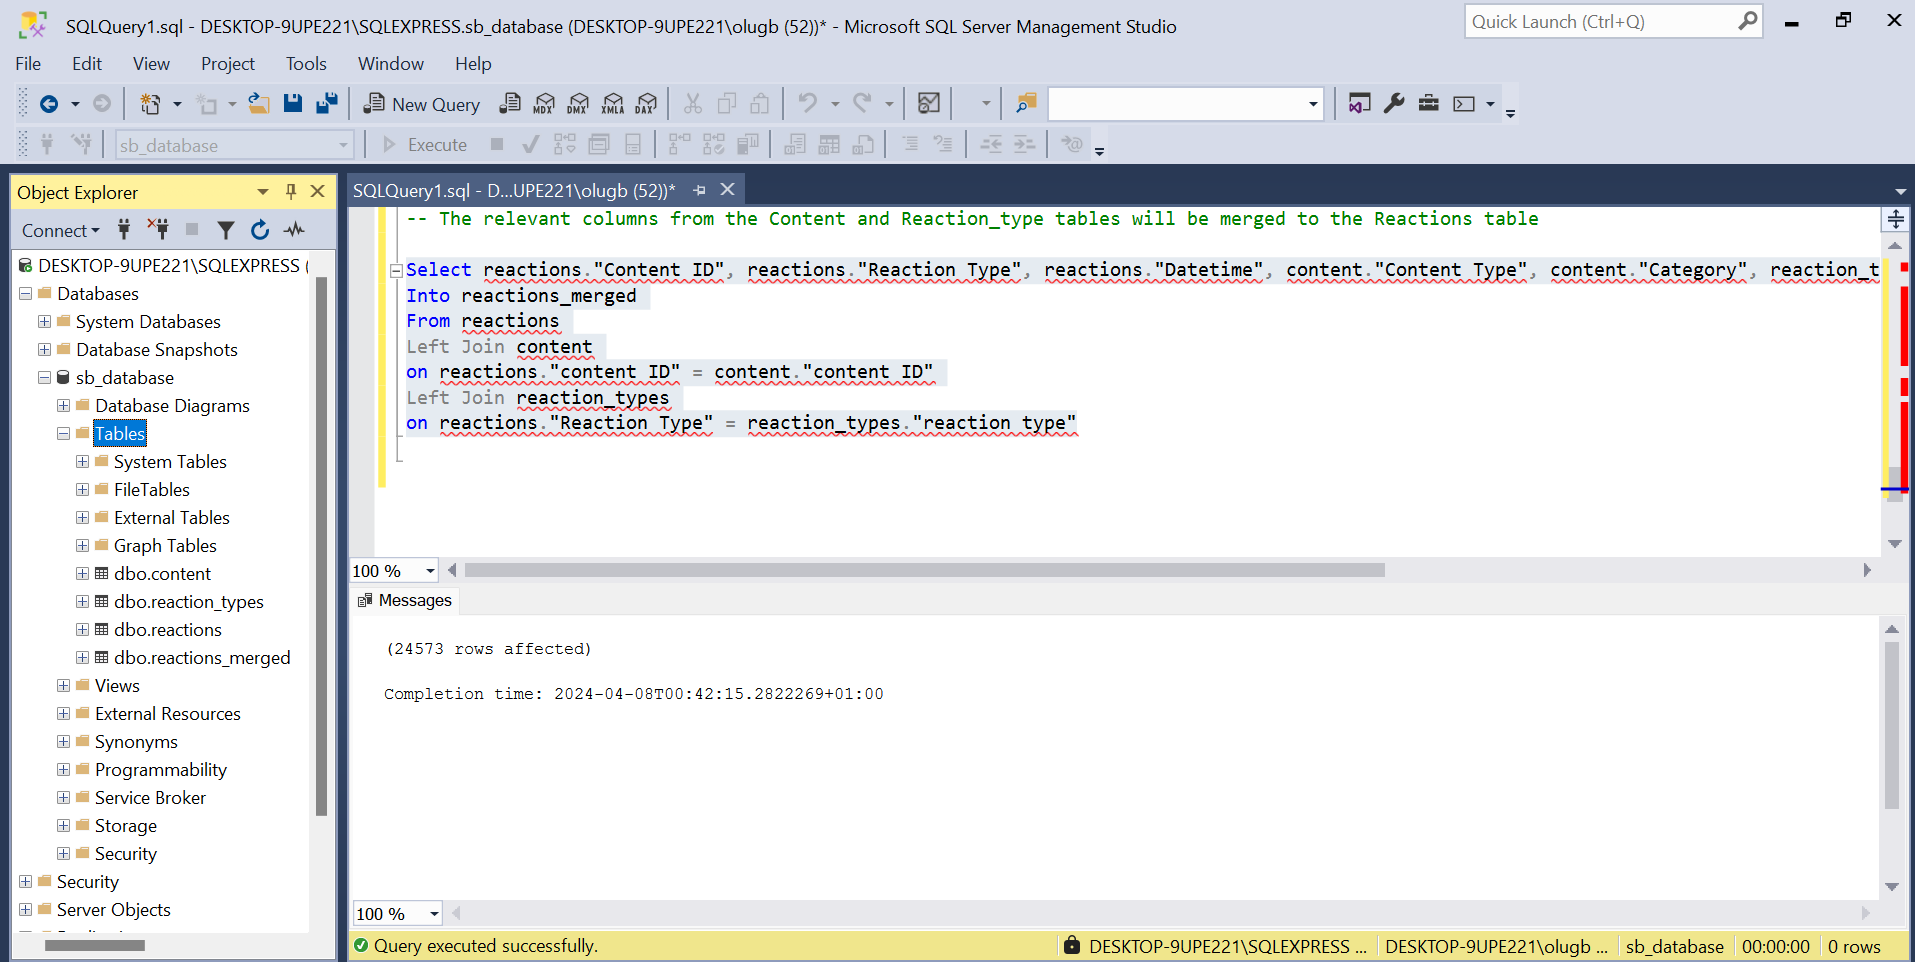 SQLQuery1.sql - DESKTOP-9UPE221\SQLEXPRESS.sb_database (DESKTOP-9UPE221\olugb (52))* - Microsoft SQL Server Management Studio
Quick Launch (Ctrl+Q)
File Edit View Project Tools Window Help
New Query MDX DMX XMLA DAX
sb_database Execute
Object Explorer
SQLQuery1.sql - D...UPE221\olugb (52))*
Connect
DESKTOP-9UPE221\SQLEXPRESS (
Databases
System Databases
Database Snapshots
sb_database
Database Diagrams
Tables
System Tables
FileTables
External Tables
Graph Tables
dbo.content
dbo.reaction_types
dbo.reactions
dbo.reactions_merged
Views
External Resources
Synonyms
Programmability
Service Broker
Storage
Security
Security
Server Objects
-- The relevant columns from the Content and Reaction_type tables will be merged to the Reactions table
Select reactions."Content ID", reactions."Reaction Type", reactions."Datetime", content."Content Type", content."Category", reaction_t
Into reactions_merged
From reactions
Left Join content
on reactions."content ID" = content."content ID"
Left Join reaction_types
on reactions."Reaction Type" = reaction_types."reaction type"
100 %
Messages
(24573 rows affected)
Completion time: 2024-04-08T00:42:15.2822269+01:00
100 %
Query executed successfully.
DESKTOP-9UPE221\SQLEXPRESS ... DESKTOP-9UPE221\olugb ... sb_database 00:00:00 0 rows